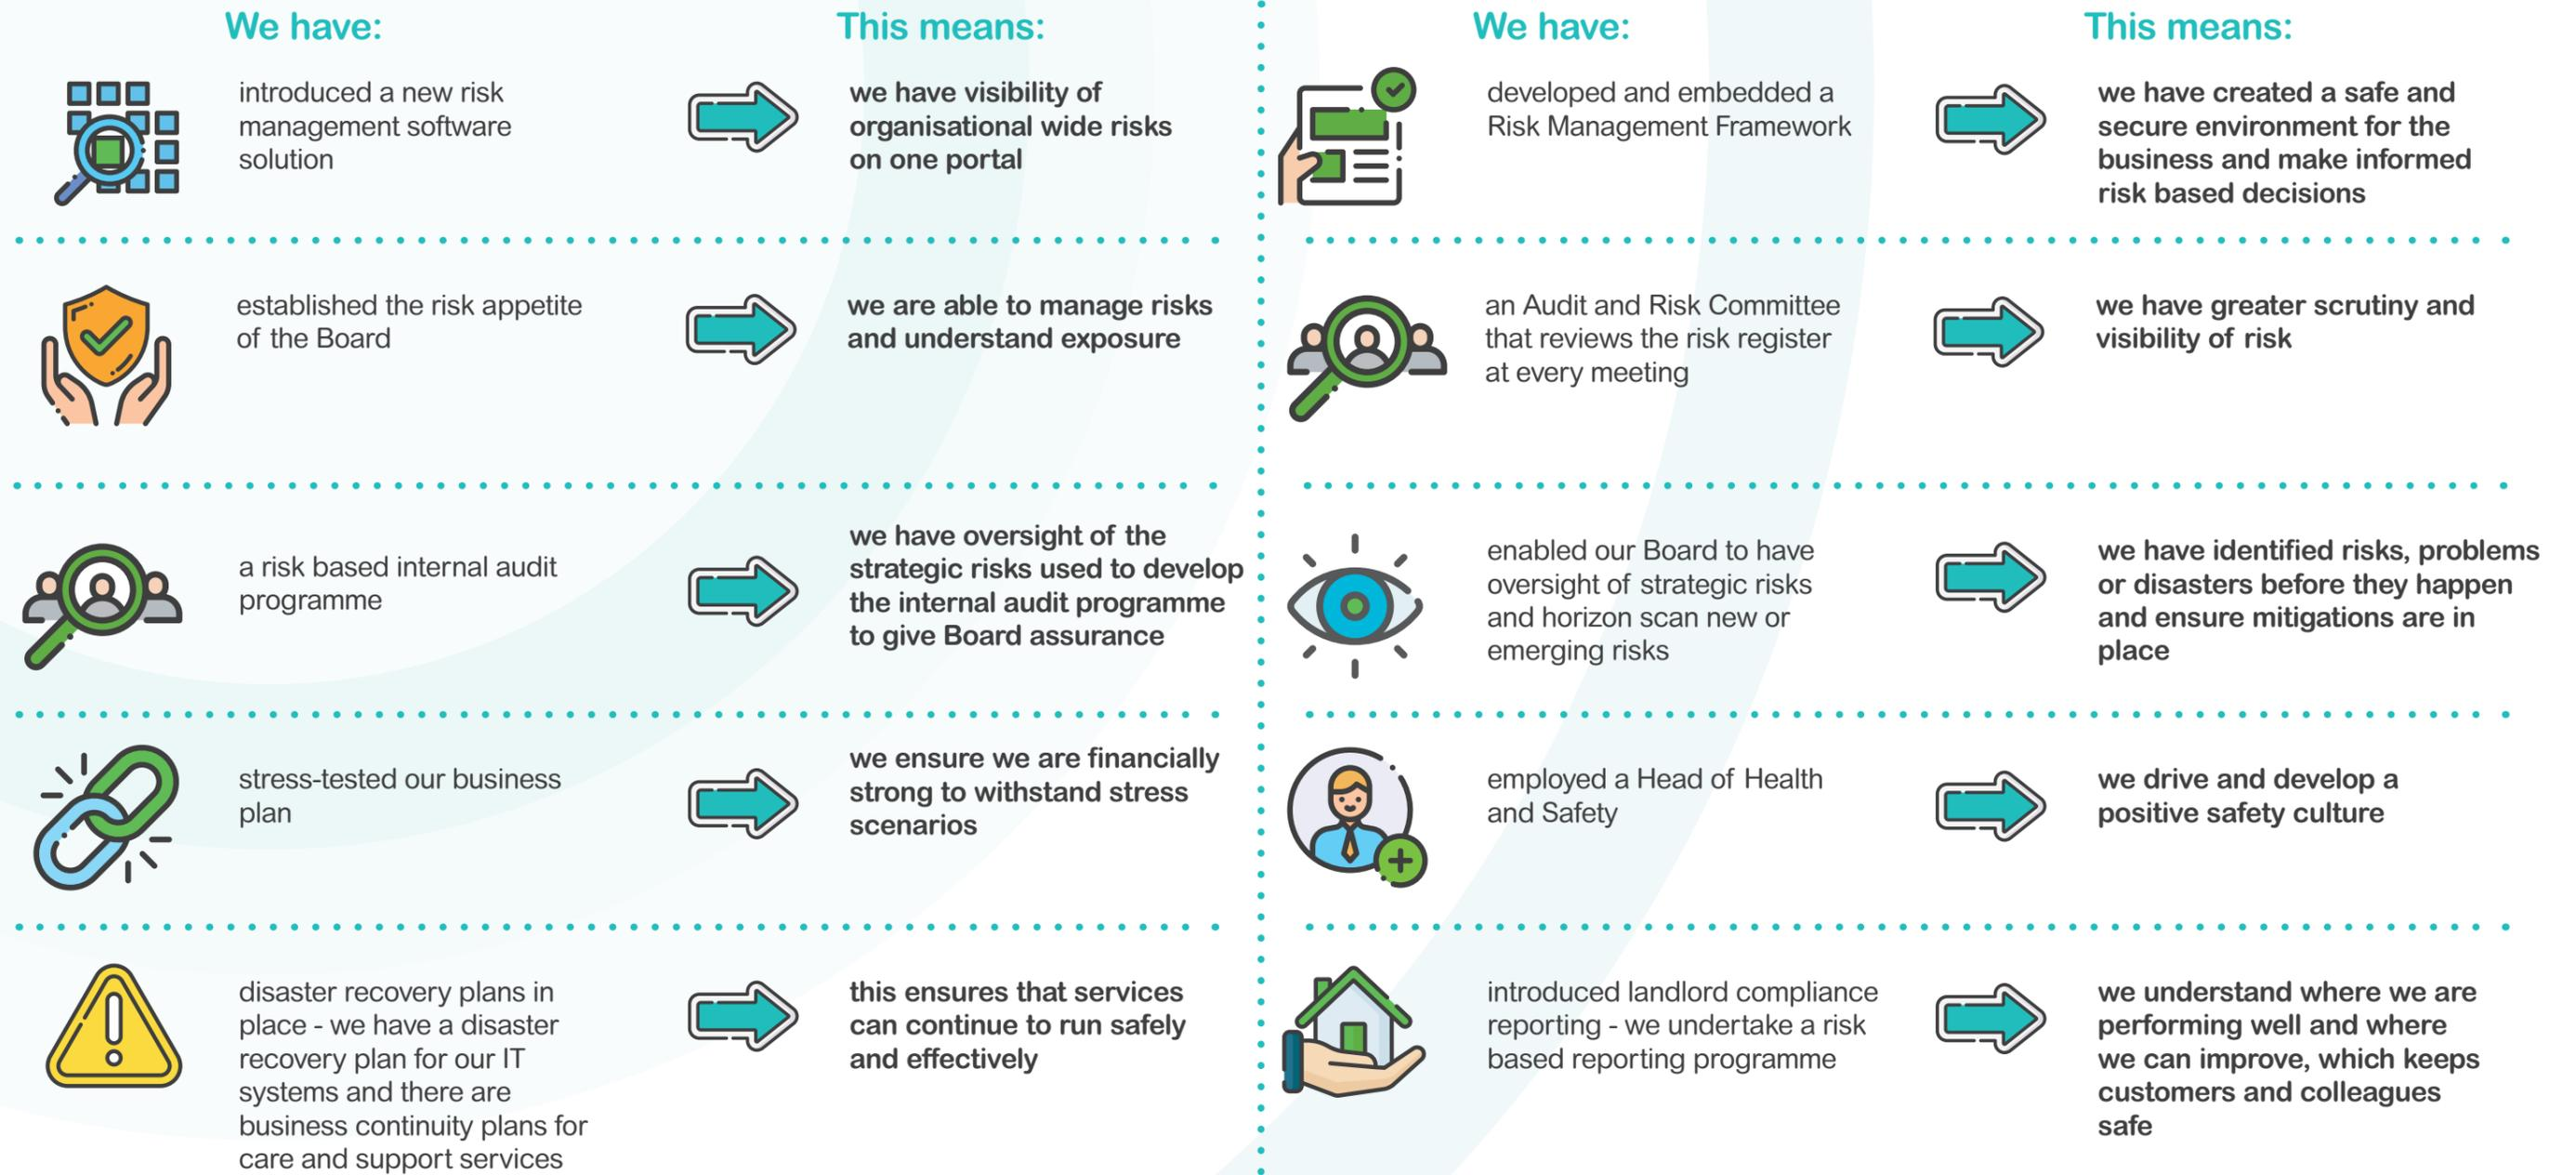 We have:
This means:
introduced a new risk
management software
solution
we have visibility of
organisational wide risks
on one portal
established the risk appetite
of the Board
we are able to manage risks
and understand exposure
a risk based internal audit
programme
we have oversight of the
strategic risks used to develop
the internal audit programme
to give Board assurance
stress-tested our business
plan
we ensure we are financially
strong to withstand stress
scenarios
disaster recovery plans in
place - we have a disaster
recovery plan for our IT
systems and there are
business continuity plans for
care and support services
this ensures that services
can continue to run safely
and effectively
We have:
This means:
developed and embedded a
Risk Management Framework
we have created a safe and
secure environment for the
business and make informed
risk based decisions
an Audit and Risk Committee
that reviews the risk register
at every meeting
we have greater scrutiny and
visibility of risk
enabled our Board to have
oversight of strategic risks
and horizon scan new or
emerging risks
we have identified risks, problems
or disasters before they happen
and ensure mitigations are in
place
employed a Head of Health
and Safety
we drive and develop a
positive safety culture
introduced landlord compliance
reporting - we undertake a risk
based reporting programme
we understand where we are
performing well and where
we can improve, which keeps
customers and colleagues
safe